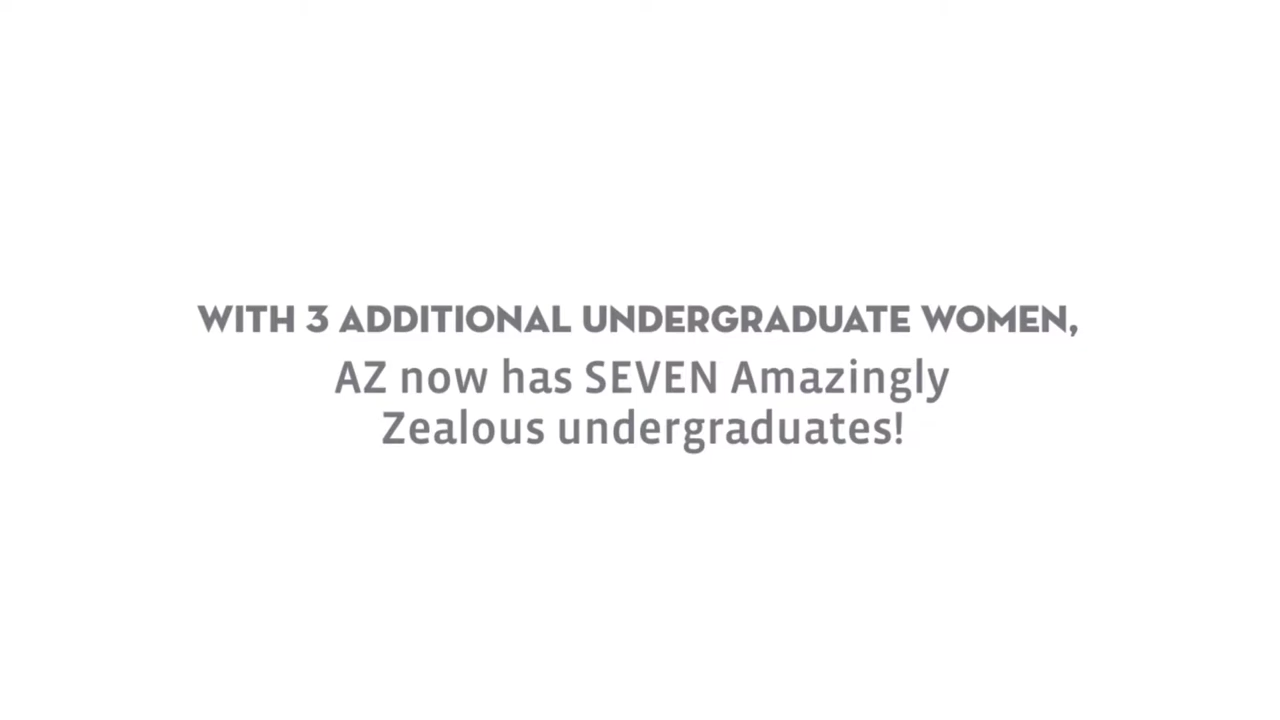 WITH 3 ADDITIONAL UNDERGRADUATE WOMEN,
AZ now has SEVEN Amazingly
Zealous undergraduates!